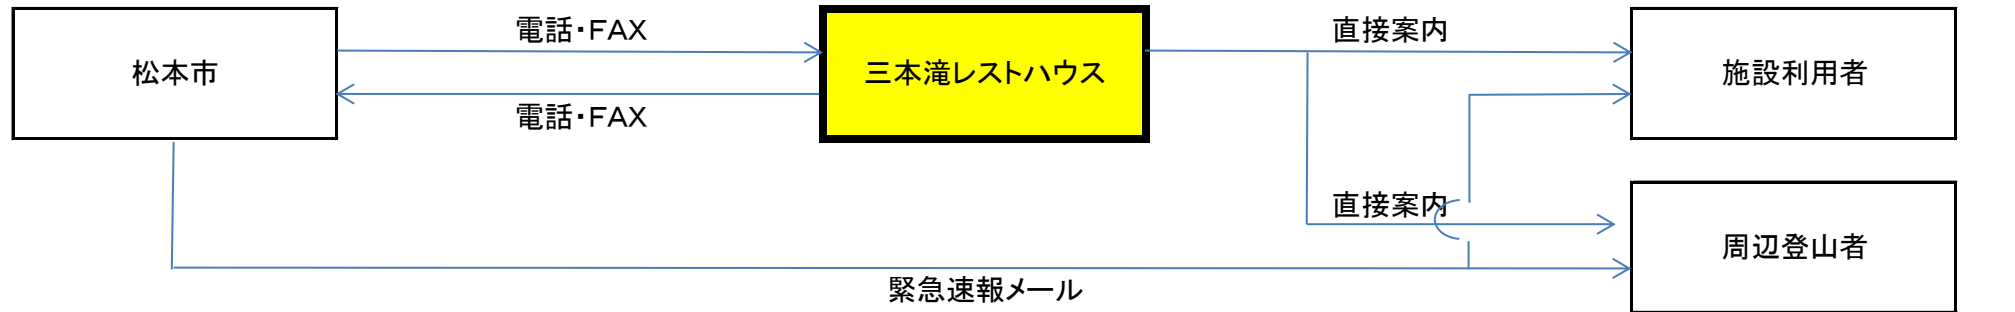 電話・FAX
直接案内
松本市
三本滝レストハウス
施設利用者
電話・FAX
直接案内
周辺登山者
緊急速報メール